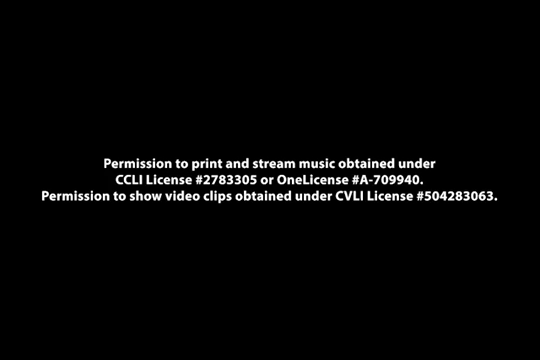 Permission to print and stream music obtained under
CCLI License #2783305 or OneLicense #A-709940.
Permission to show video clips obtained under CVLI License #504283063.